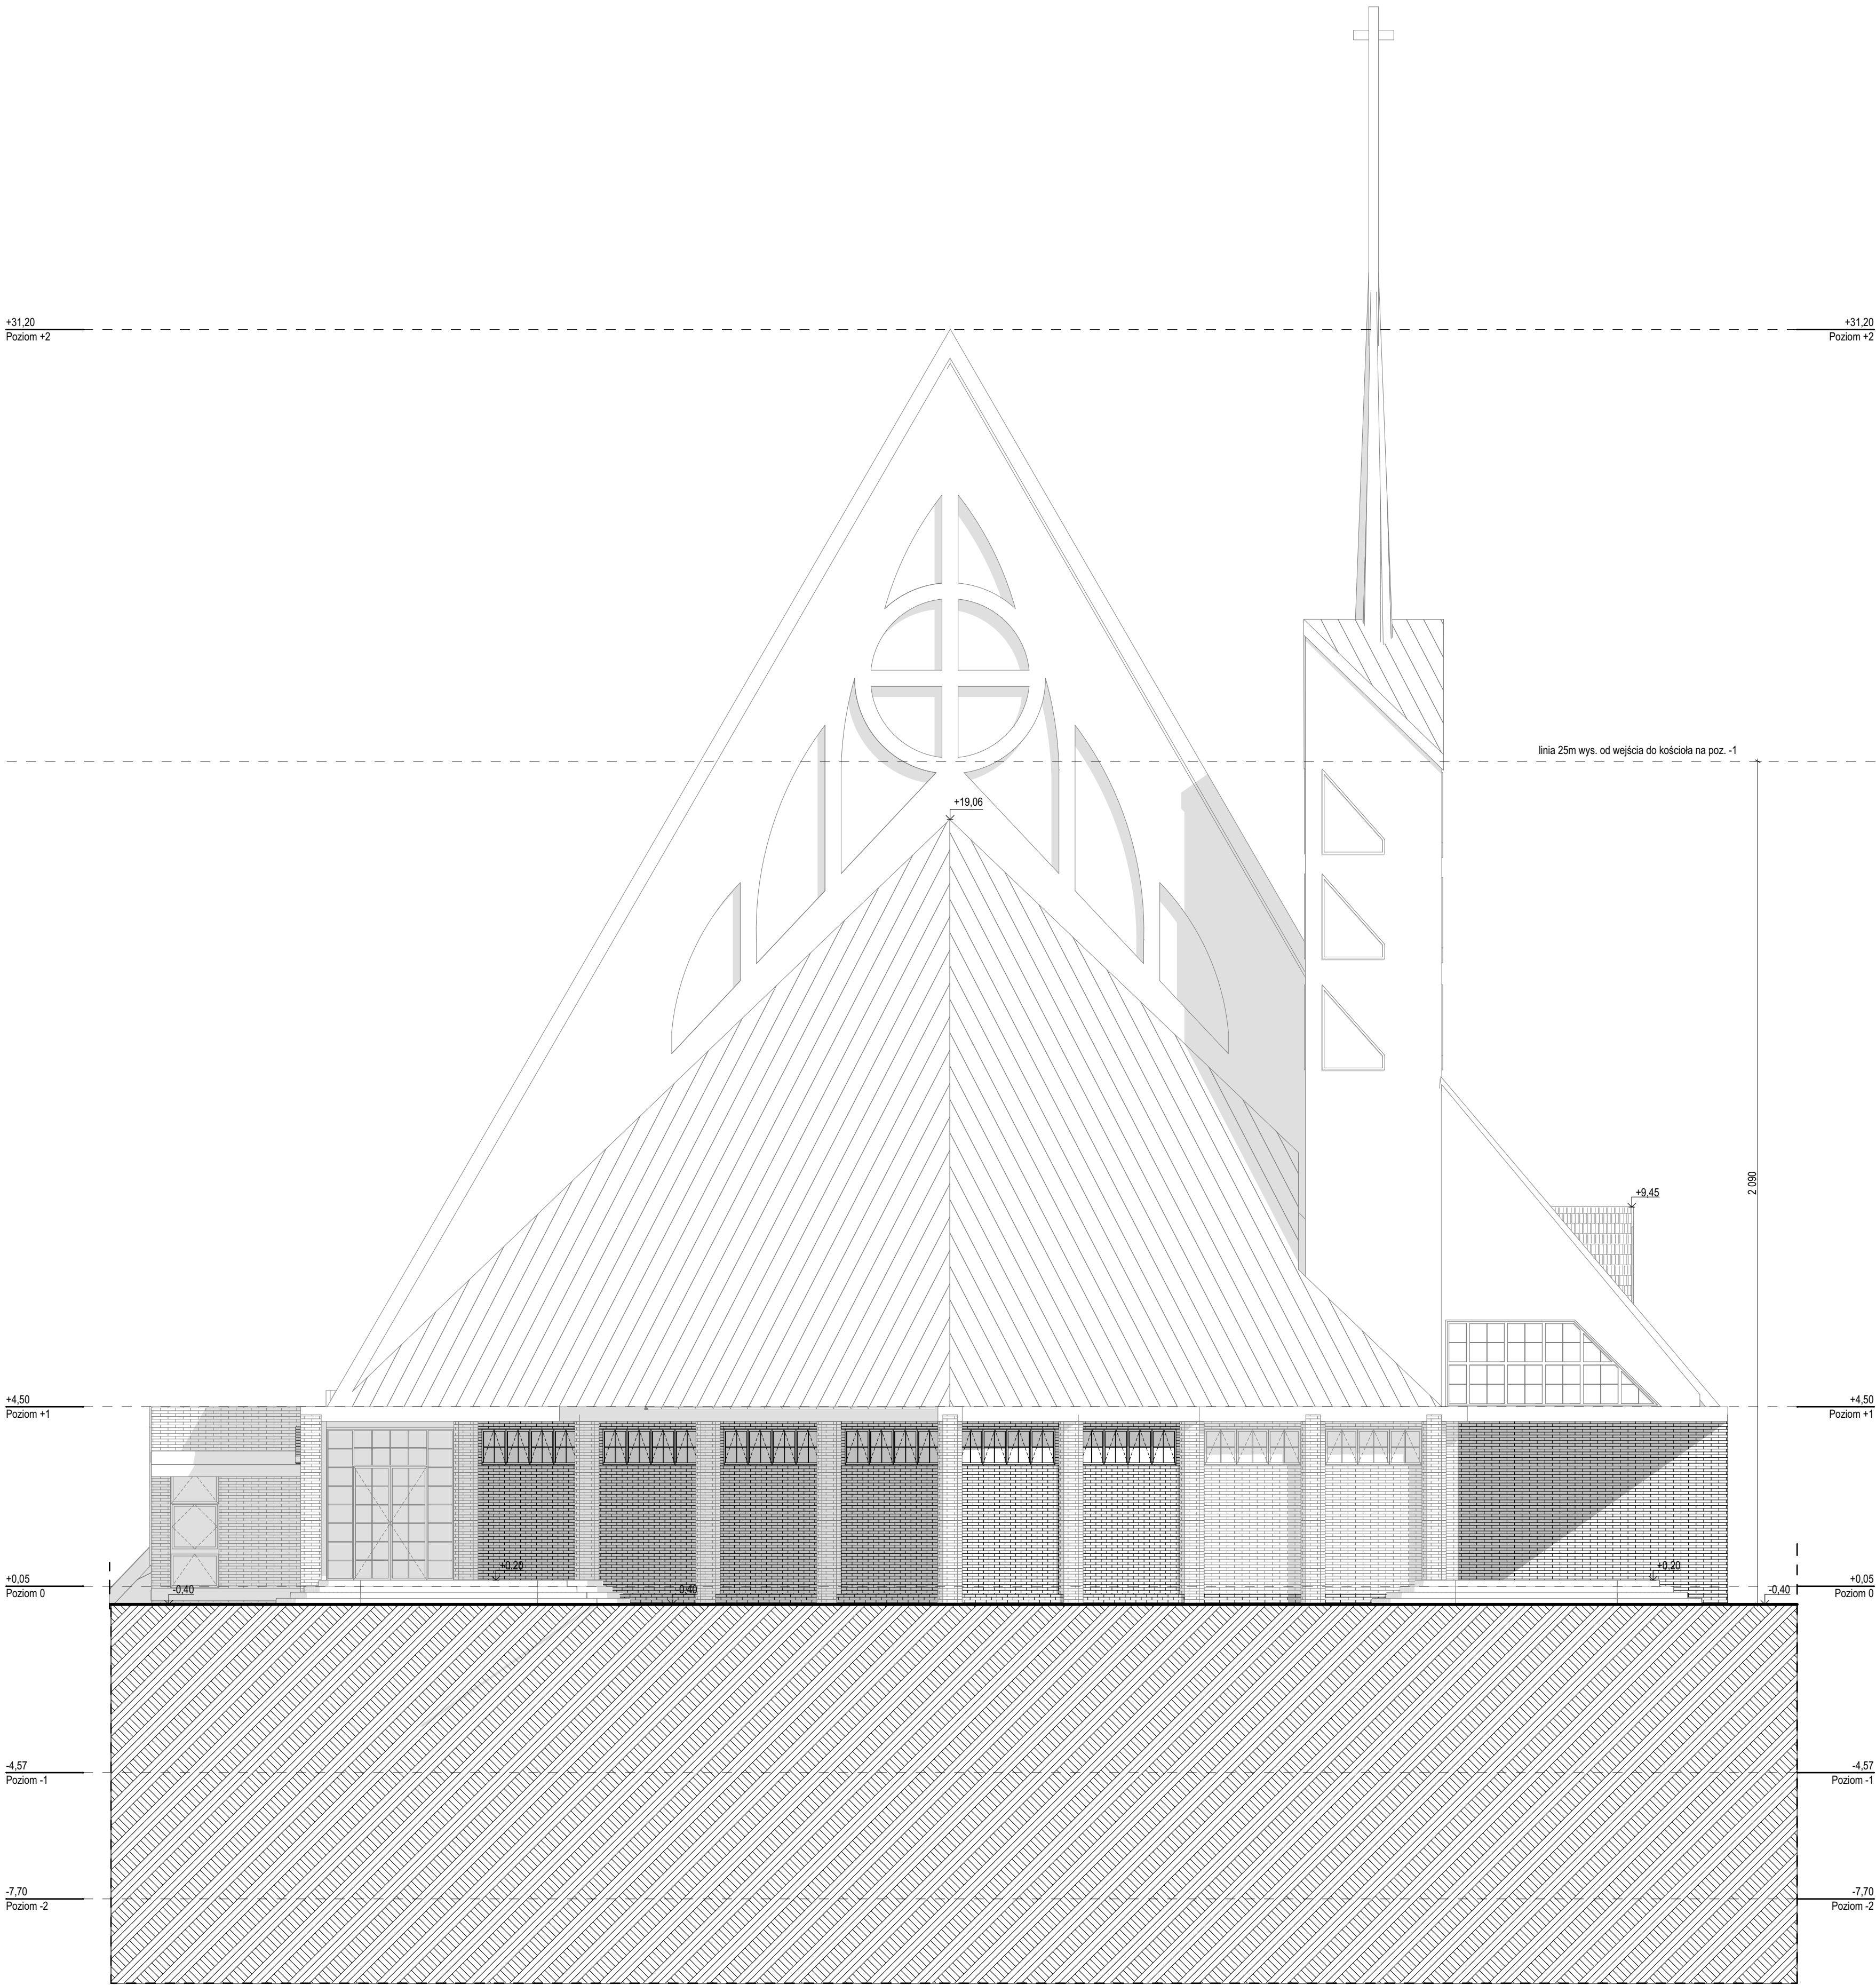 +31,20
Poziom +2
+31,20
Poziom +2
linia 25m wys. od wejścia do kościoła na poz. -1
+19,06
2 090
+9,45
+4,50
Poziom +1
+4,50
Poziom +1
+0,20
+0,20
+0,05
Poziom 0
-0,40
-0,40
-0,40
+0,05
Poziom 0
-4,57
Poziom -1
-4,57
Poziom -1
-7,70
Poziom -2
-7,70
Poziom -2